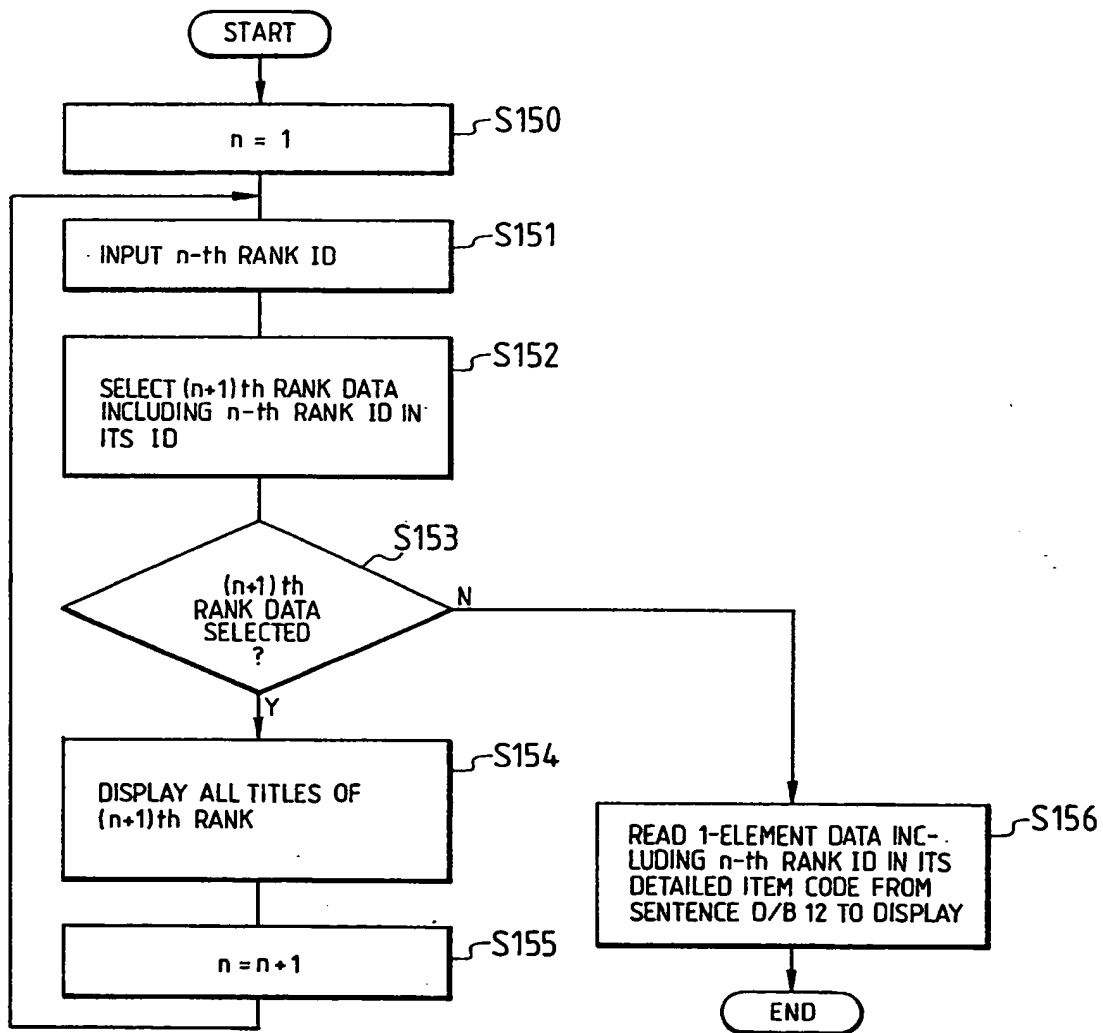 START
n = 1
S150
INPUT n-th RANK ID
S151
SELECT (n+1)th RANK DATA
INCLUDING n-th RANK ID IN
ITS ID
S152
(n+1)th
RANK DATA
SELECTED
?
S153
N
Y
DISPLAY ALL TITLES OF
(n+1)th RANK
S154
n=n+1
S155
READ 1-ELEMENT DATA INC-
LUDING n-th RANK ID IN ITS
DETAILED ITEM CODE FROM
SENTENCE D/B 12 TO DISPLAY
S156
END